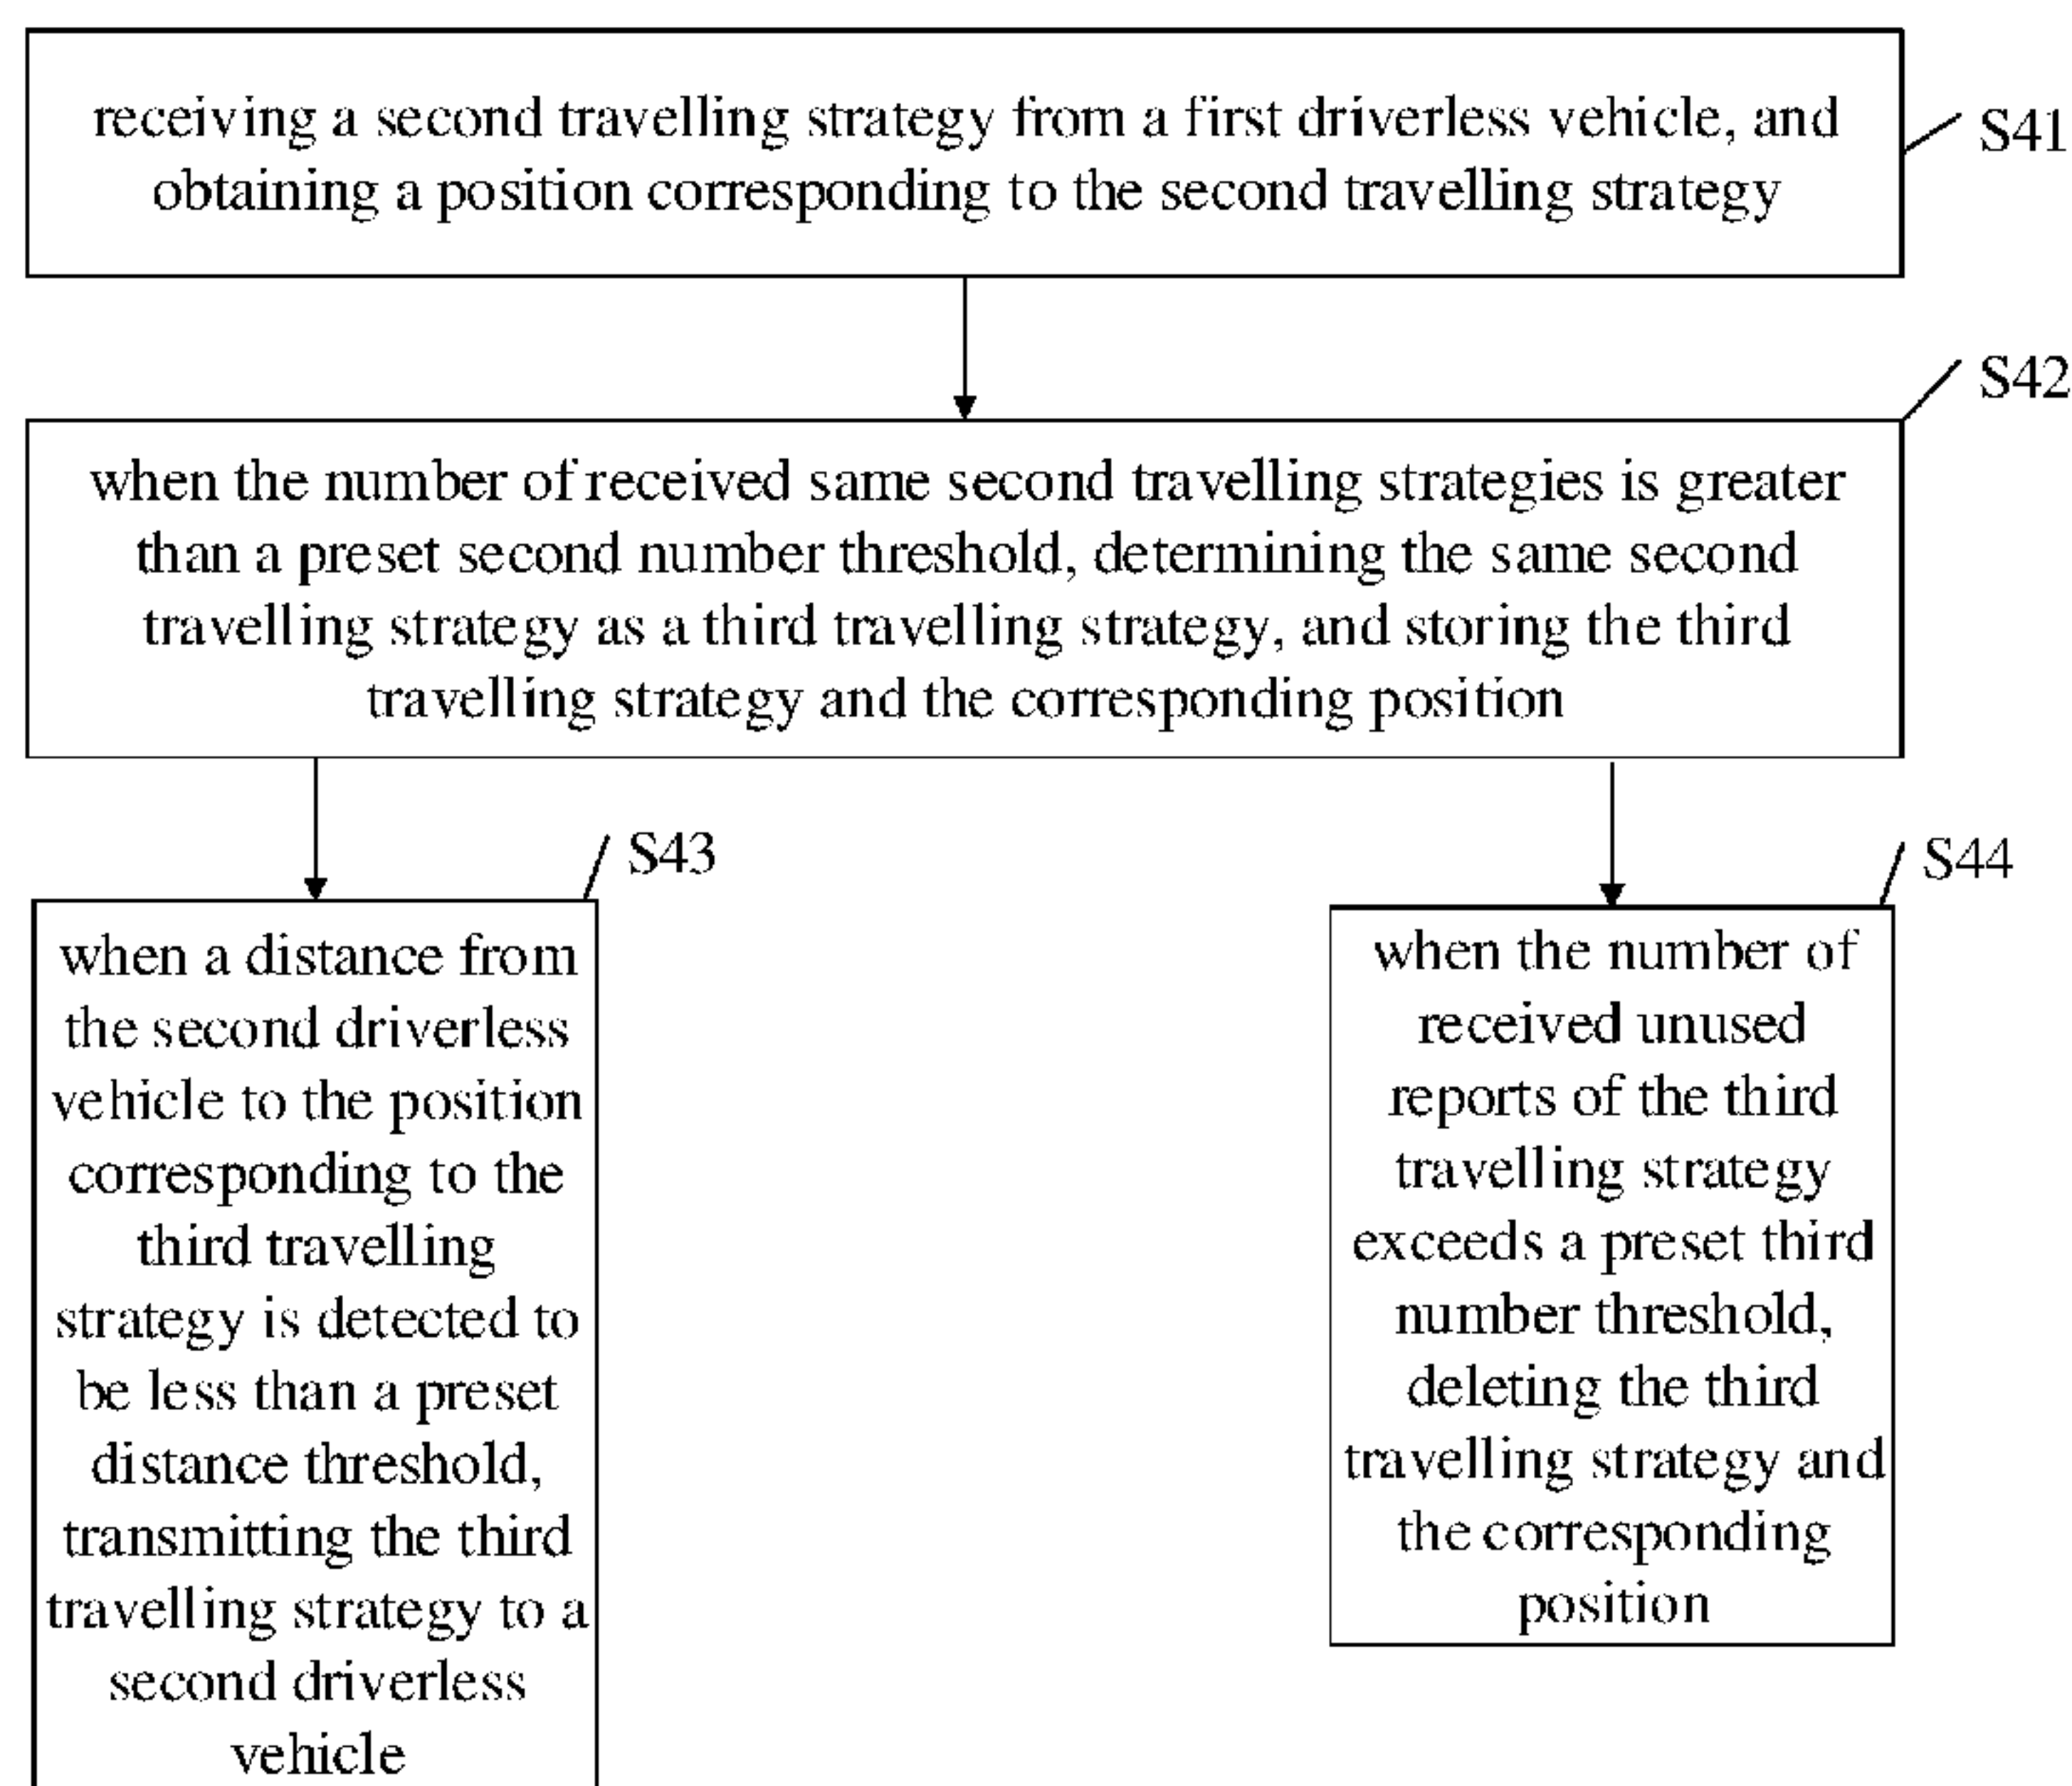 receiving a second travelling strategy from a first driverless vehicle, and
obtaining a position corresponding to the second travelling strategy
S41
S42
when the number of received same second travelling strategies is greater
than a preset second number threshold, determining the same second
travelling strategy as a third travelling strategy, and storing the third
travelling strategy and the corresponding position
S43
when a distance from
the second driverless
vehicle to the position
corresponding to the
third travelling
strategy is detected to
be less than a preset
distance threshold,
transmitting the third
travelling strategy to a
second driverless
vehicle
S44
when the number of
received unused
reports of the third
travelling strategy
exceeds a preset third
number threshold,
deleting the third
travelling strategy and
the corresponding
position